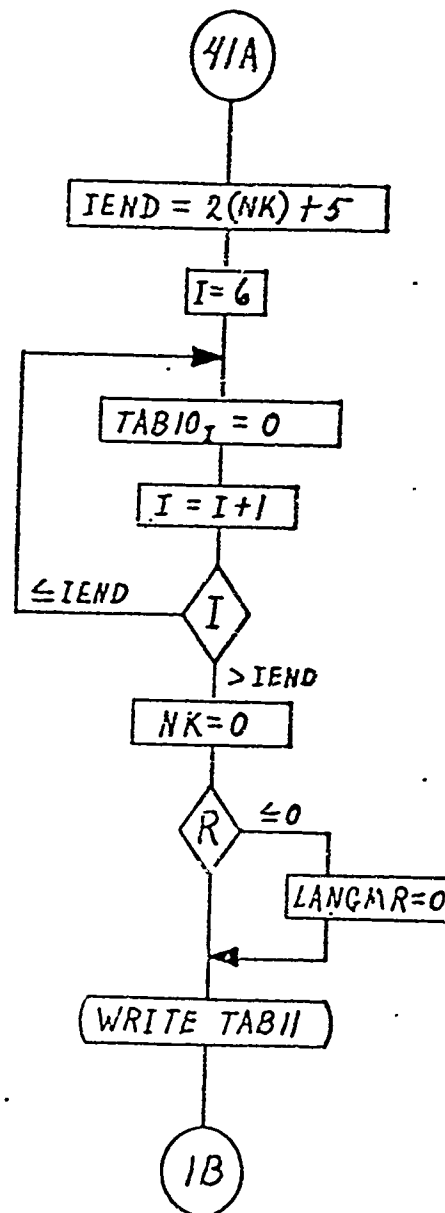 41A
IEND = 2(NK) + 5
I = 6
TAB10I = 0
I = I + 1
≤ IEND
I
> IEND
NK = 0
R
≤ 0
LANGMR = 0
WRITE TAB11
1B